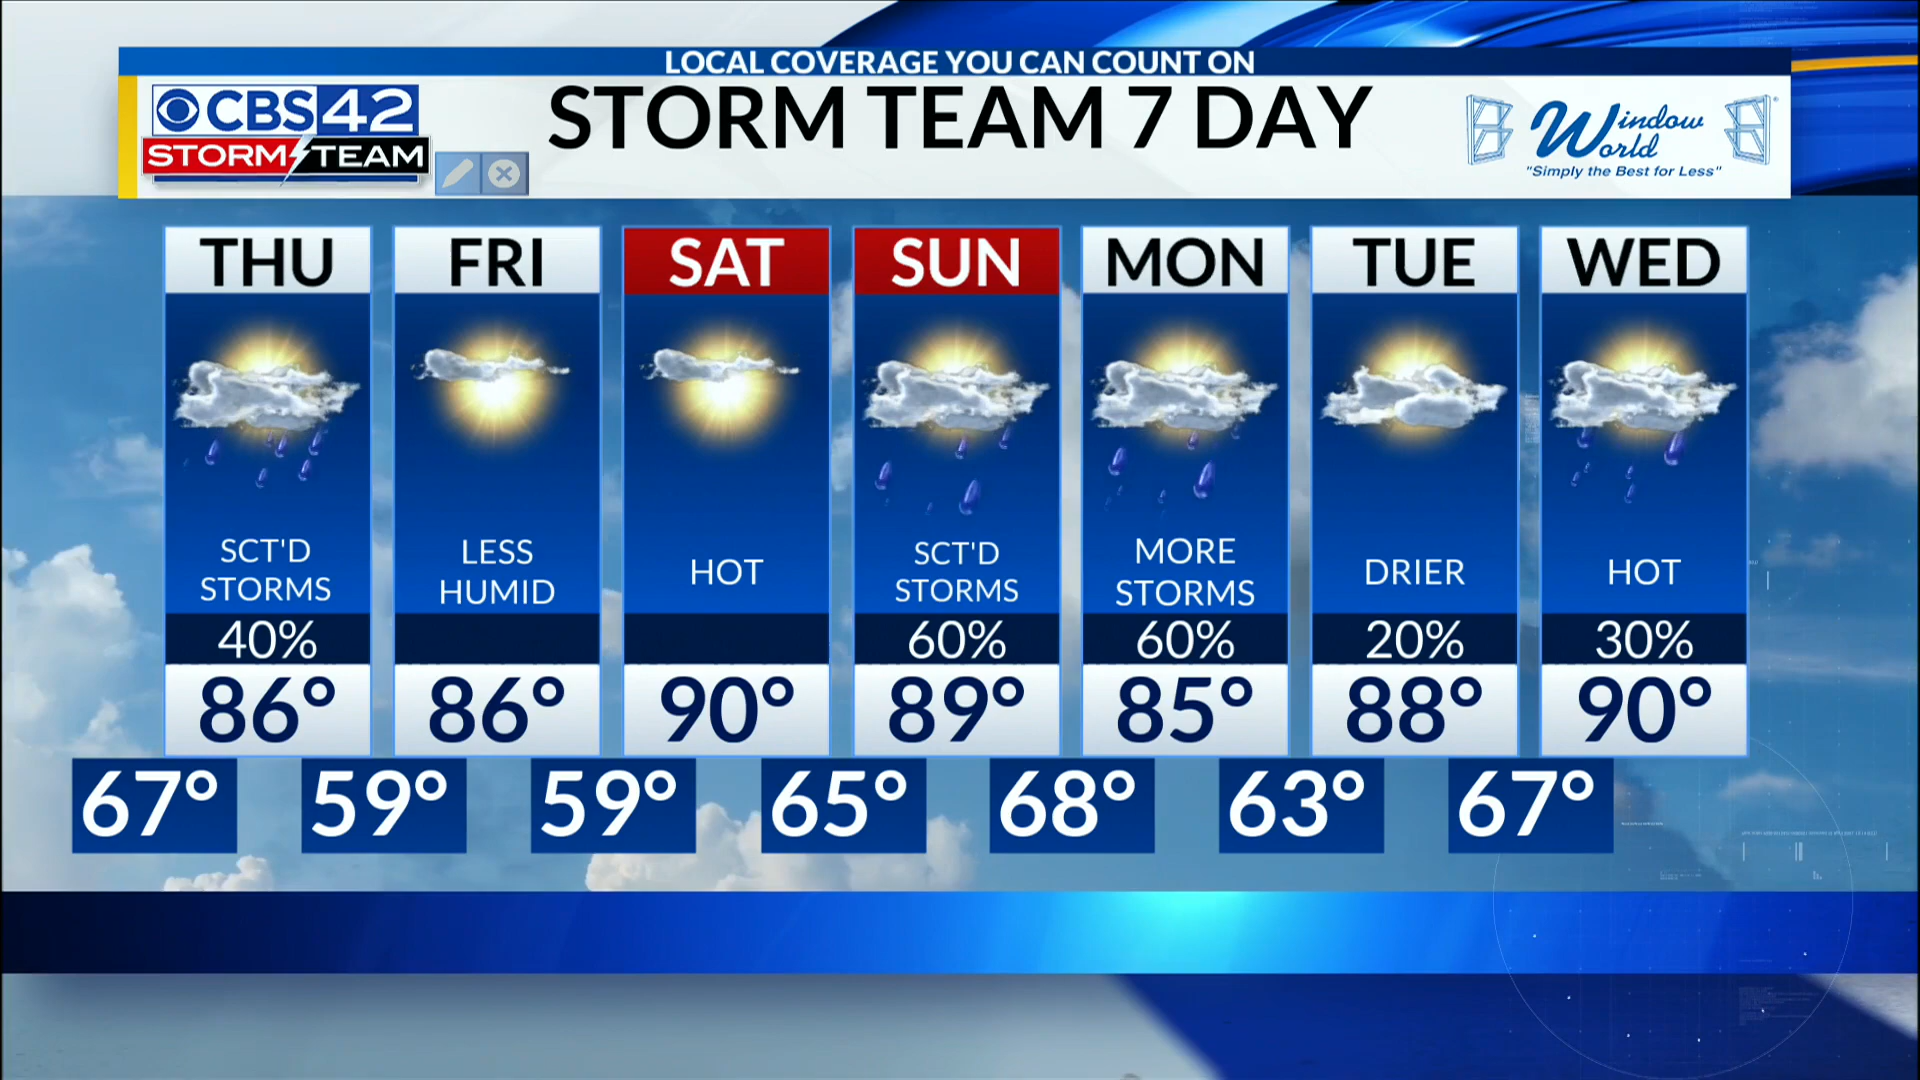 LOCAL COVERAGE YOU CAN COUNT ON
CBS 42
STORM TEAM
STORM TEAM 7 DAY
Window
World
"Simply the Best for Less"
THU FRI SAT SUN MON TUE WED
SCT'D STORMS
LESS HUMID
HOT
SCT'D STORMS
MORE STORMS
DRIER
HOT
40% 60% 60% 20% 30%
86° 86° 90° 89° 85° 88° 90°
67° 59° 59° 65° 68° 63° 67°